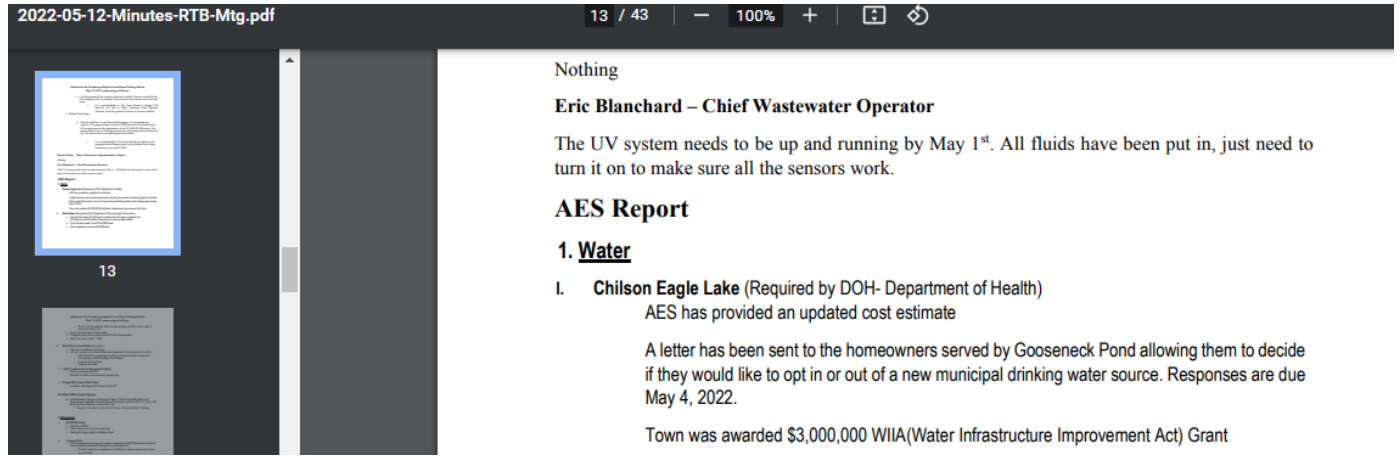 2022-05-12-Minutes-RTB-Mtg.pdf
13 / 43
100%
13
Nothing
Eric Blanchard – Chief Wastewater Operator
The UV system needs to be up and running by May 1st. All fluids have been put in, just need to
turn it on to make sure all the sensors work.
AES Report
1. Water
I. Chilson Eagle Lake (Required by DOH- Department of Health)
AES has provided an updated cost estimate
A letter has been sent to the homeowners served by Gooseneck Pond allowing them to decide
if they would like to opt in or out of a new municipal drinking water source. Responses are due
May 4, 2022.
Town was awarded $3,000,000 WIIA(Water Infrastructure Improvement Act) Grant